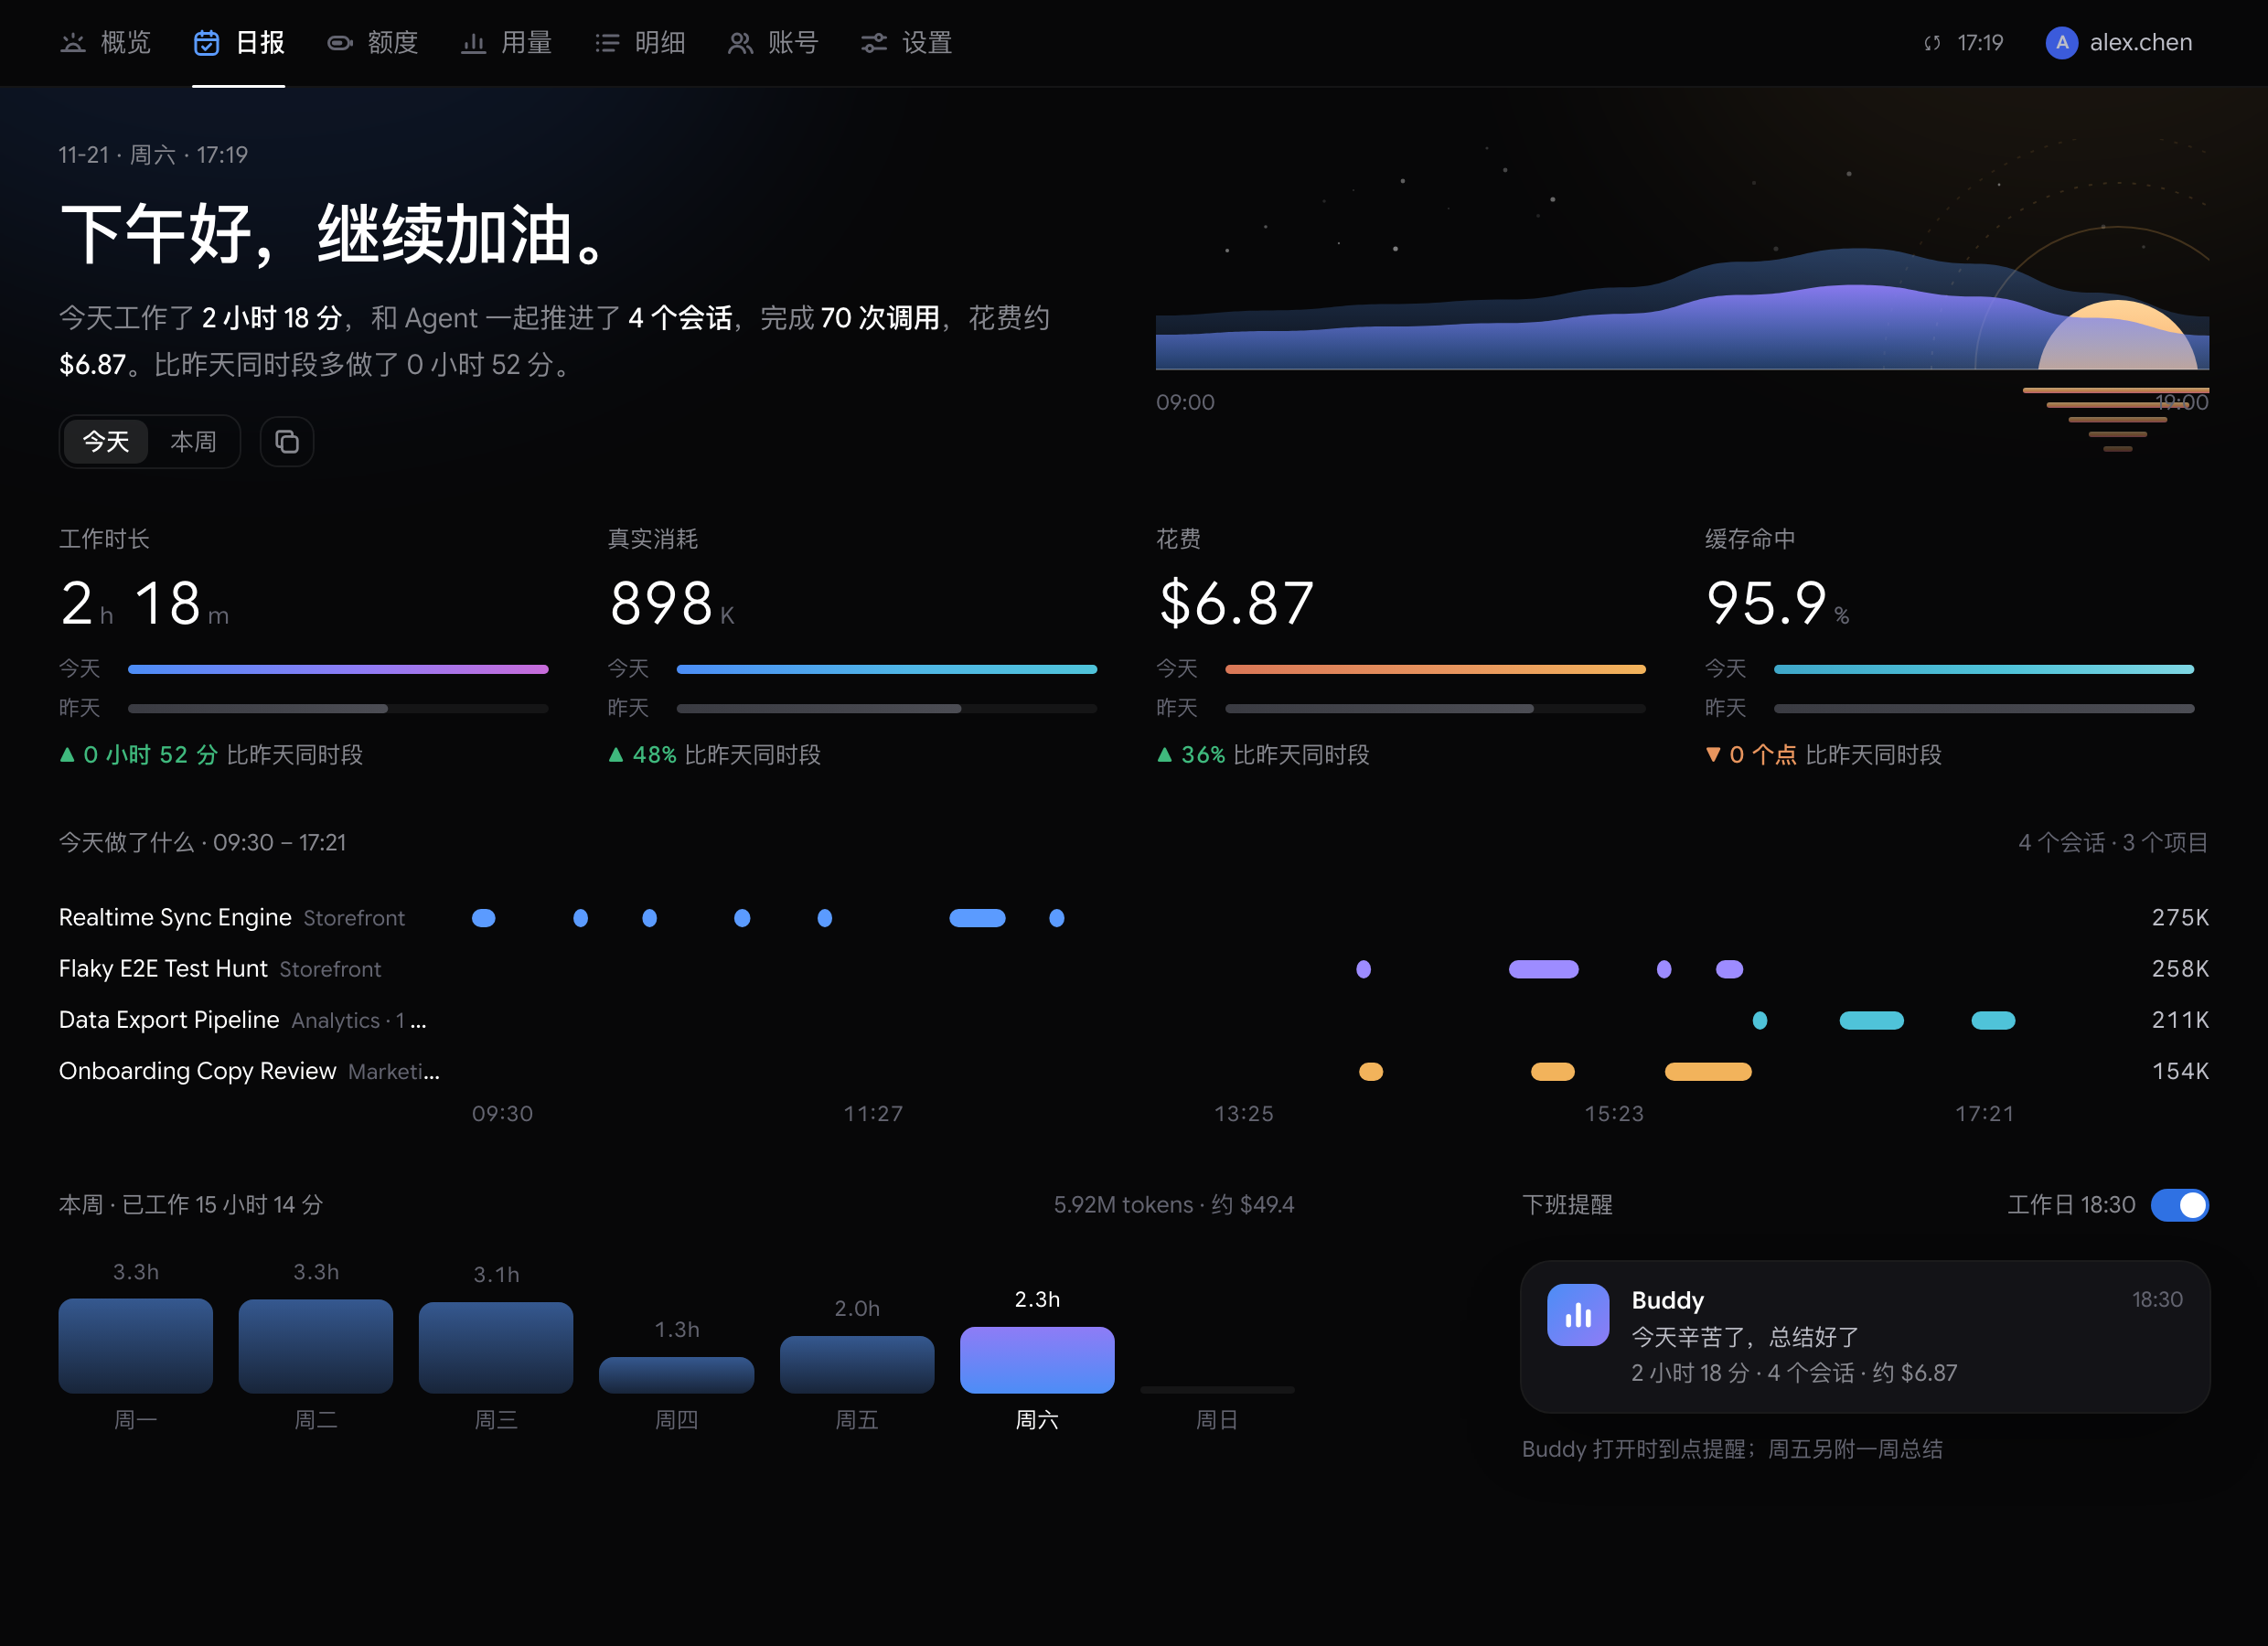 概览 日报 额度 用量 明细 账号 设置 17:19 A alex.chen
11-21 · 周六 · 17:19
下午好，继续加油。
今天工作了 2 小时 18 分，和 Agent 一起推进了 4 个会话，完成 70 次调用，花费约
$6.87。比昨天同时段多做了 0 小时 52 分。
今天 本周
09:00 19:00
工作时长 真实消耗 花费 缓存命中
2 h 18 m 898 K $6.87 95.9 %
今天 今天 今天 今天
昨天 昨天 昨天 昨天
▲ 0 小时 52 分 比昨天同时段 ▲ 48% 比昨天同时段 ▲ 36% 比昨天同时段 ▼ 0 个点 比昨天同时段
今天做了什么 · 09:30 – 17:21 4 个会话 · 3 个项目
Realtime Sync Engine Storefront 275K
Flaky E2E Test Hunt Storefront 258K
Data Export Pipeline Analytics · 1 ... 211K
Onboarding Copy Review Marketi... 154K
09:30 11:27 13:25 15:23 17:21
本周 · 已工作 15 小时 14 分 5.92M tokens · 约 $49.4
3.3h 3.3h 3.1h 1.3h 2.0h 2.3h
周一 周二 周三 周四 周五 周六 周日
下班提醒 工作日 18:30
Buddy 18:30
今天辛苦了，总结好了
2 小时 18 分 · 4 个会话 · 约 $6.87
Buddy 打开时到点提醒；周五另附一周总结